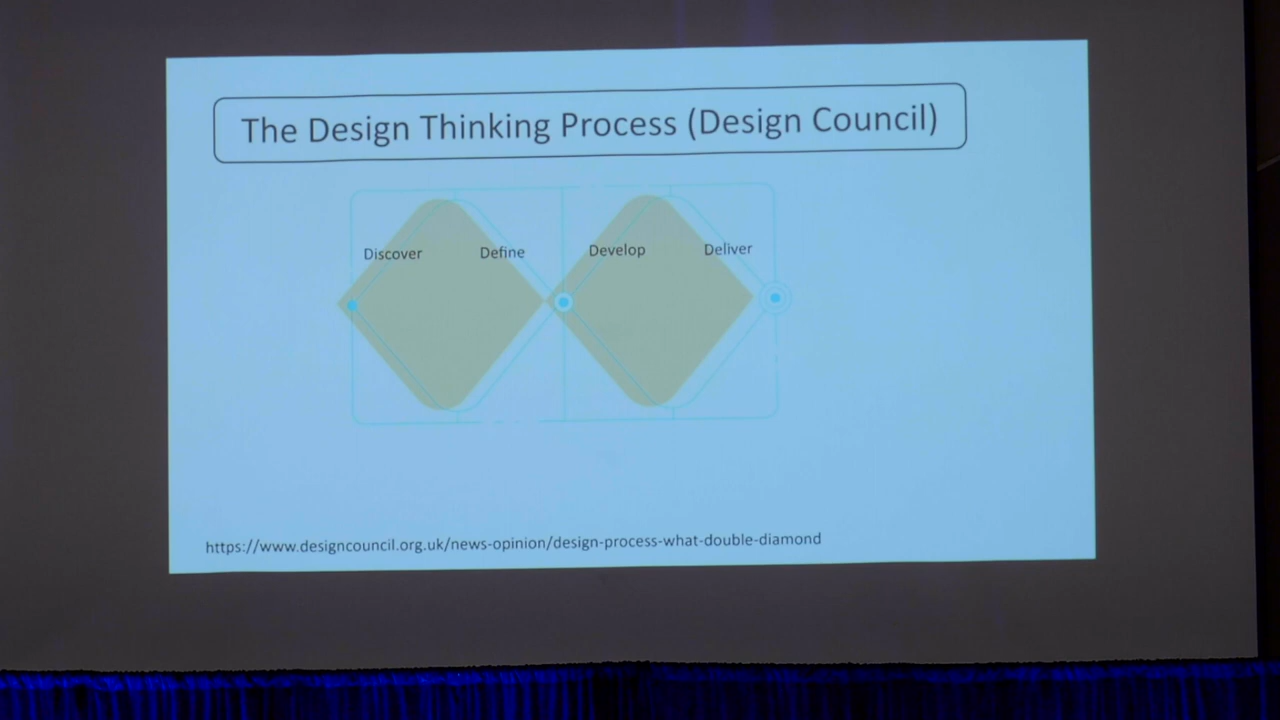 The Design Thinking Process (Design Council)
Discover Define Develop Deliver
https://www.designcouncil.org.uk/news-opinion/design-process-what-double-diamond